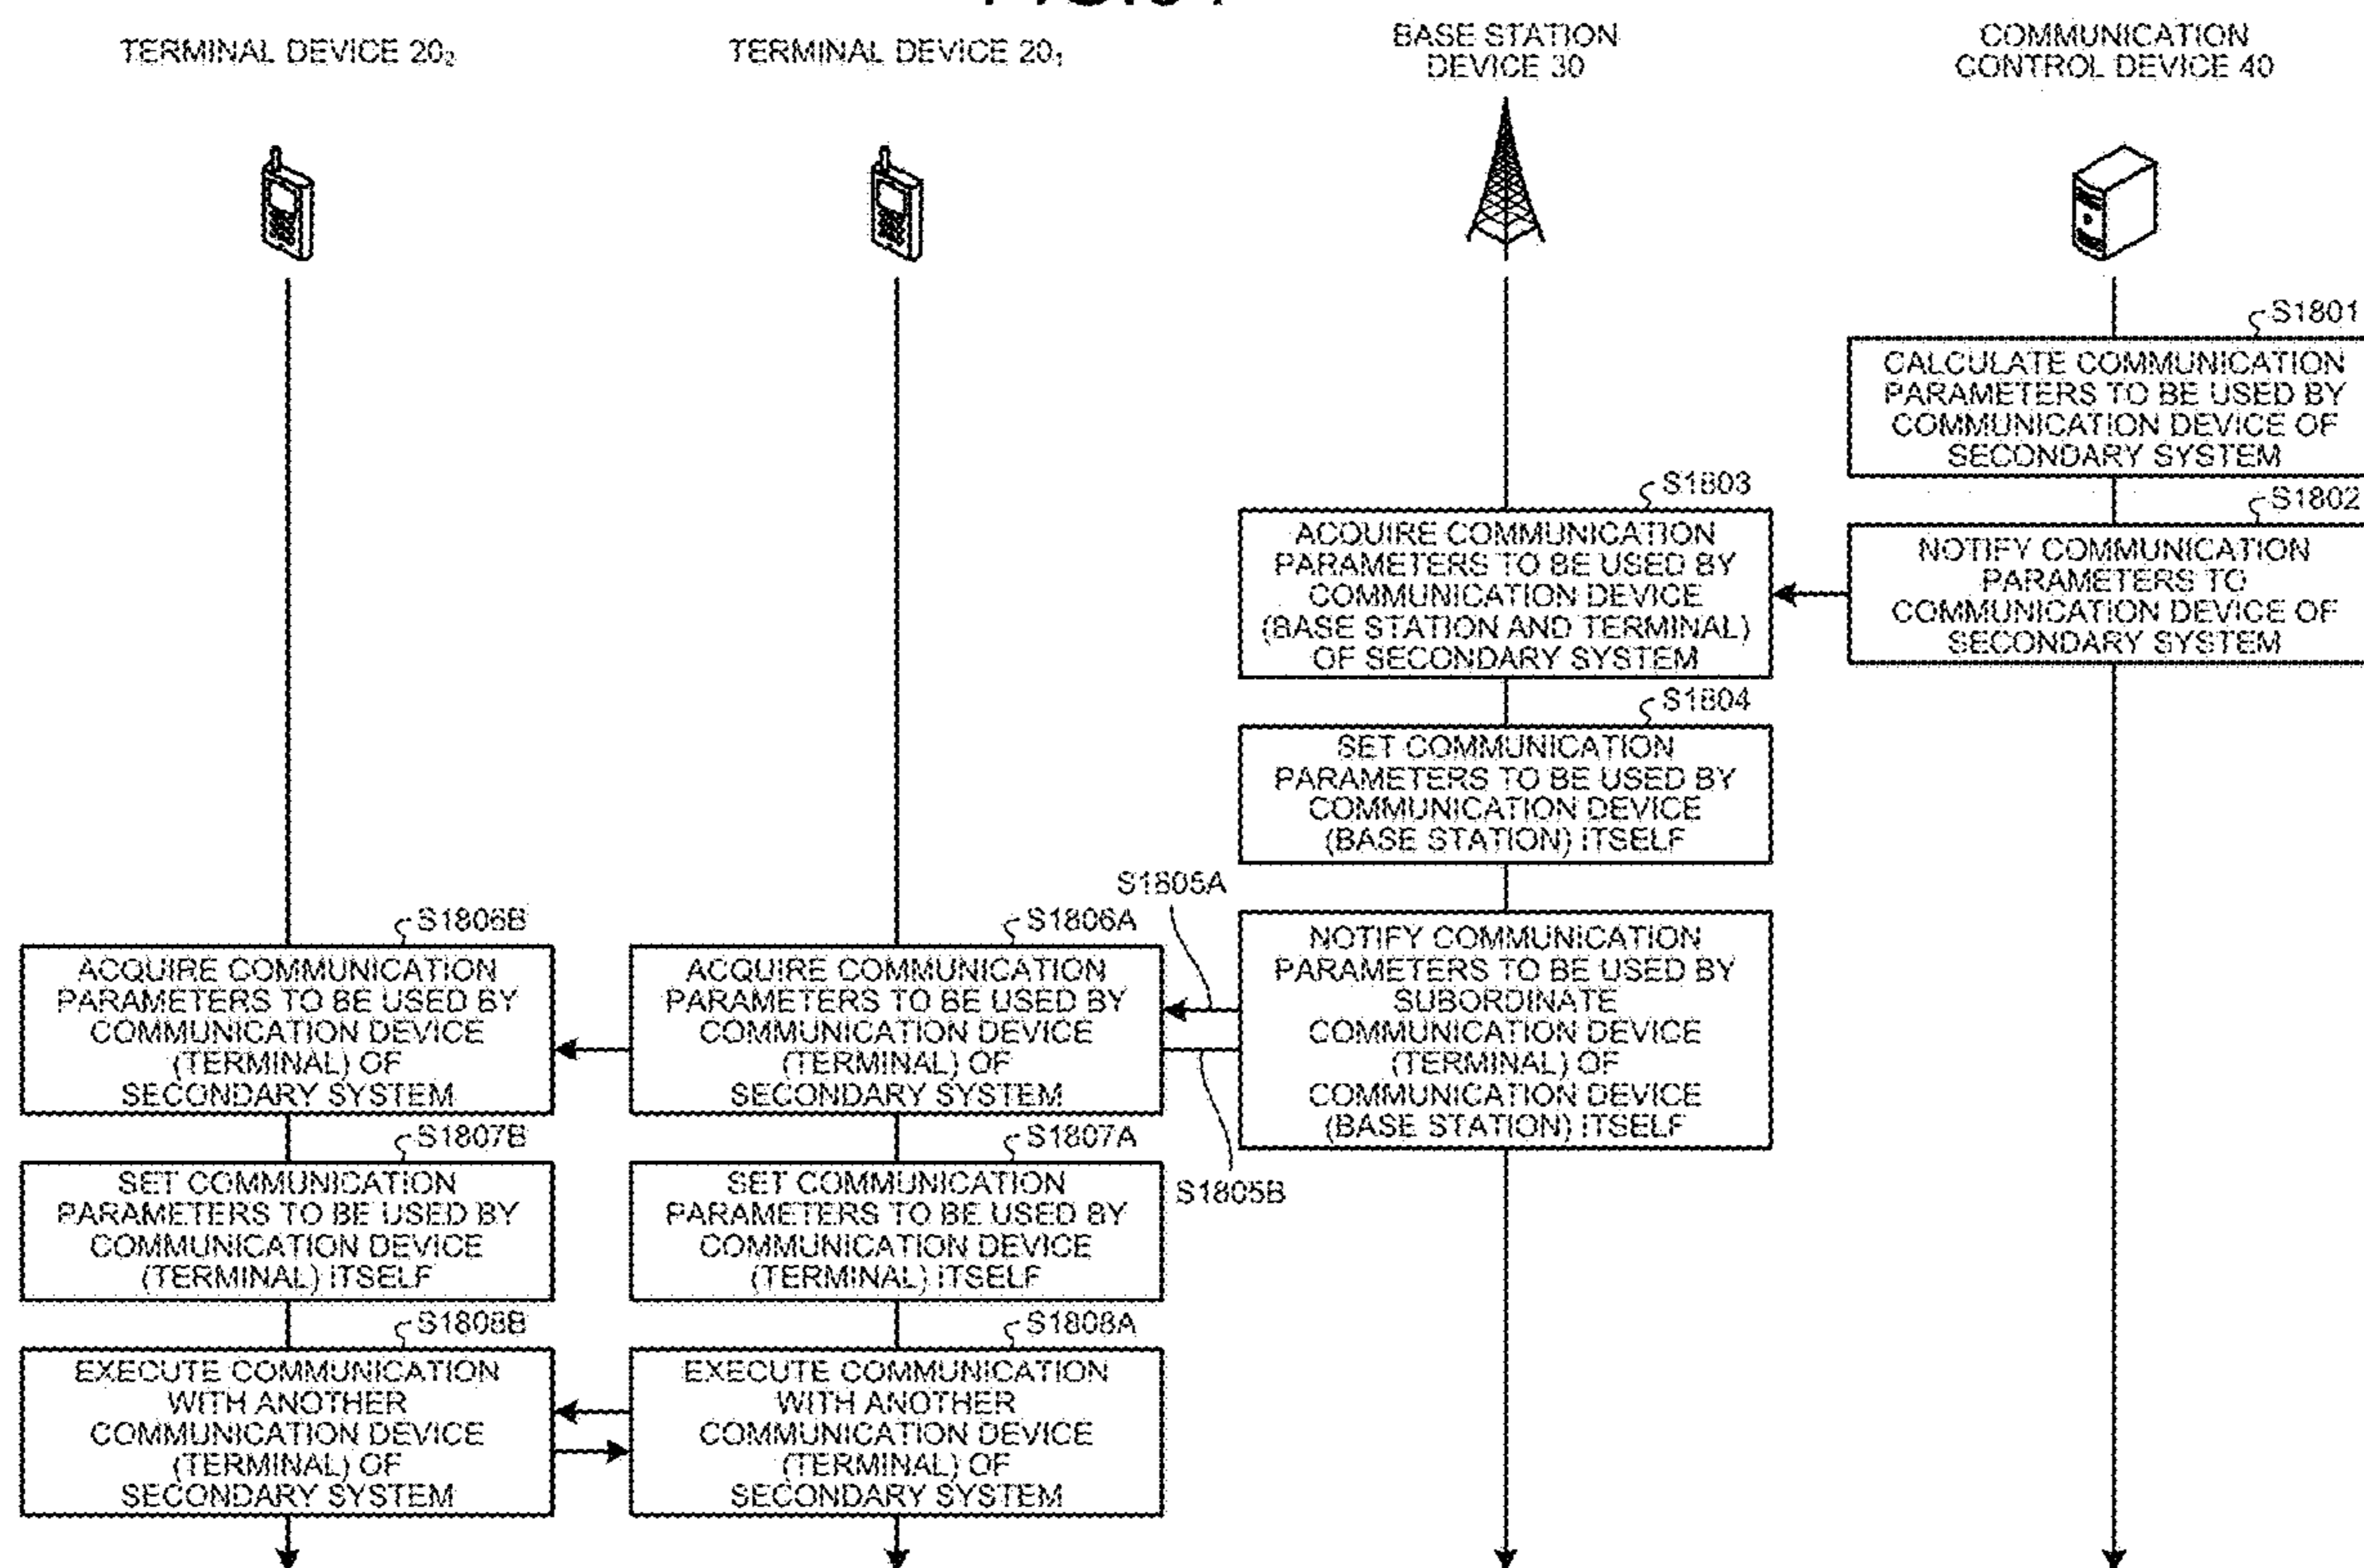 TERMINAL DEVICE 20₂
TERMINAL DEVICE 20₁
BASE STATION
DEVICE 30
COMMUNICATION
CONTROL DEVICE 40
S1801
CALCULATE COMMUNICATION
PARAMETERS TO BE USED BY
COMMUNICATION DEVICE OF
SECONDARY SYSTEM
S1802
NOTIFY COMMUNICATION
PARAMETERS TO
COMMUNICATION DEVICE OF
SECONDARY SYSTEM
S1803
ACQUIRE COMMUNICATION
PARAMETERS TO BE USED BY
COMMUNICATION DEVICE
(BASE STATION AND TERMINAL)
OF SECONDARY SYSTEM
S1804
SET COMMUNICATION
PARAMETERS TO BE USED BY
COMMUNICATION DEVICE
(BASE STATION) ITSELF
S1805A
NOTIFY COMMUNICATION
PARAMETERS TO BE USED BY
SUBORDINATE
COMMUNICATION DEVICE
(TERMINAL) OF
COMMUNICATION DEVICE
(BASE STATION) ITSELF
S1805B
S1806A
ACQUIRE COMMUNICATION
PARAMETERS TO BE USED BY
COMMUNICATION DEVICE
(TERMINAL) OF
SECONDARY SYSTEM
S1807A
SET COMMUNICATION
PARAMETERS TO BE USED BY
COMMUNICATION DEVICE
(TERMINAL) ITSELF
S1808A
EXECUTE COMMUNICATION
WITH ANOTHER
COMMUNICATION DEVICE
(TERMINAL) OF
SECONDARY SYSTEM
S1806B
ACQUIRE COMMUNICATION
PARAMETERS TO BE USED BY
COMMUNICATION DEVICE
(TERMINAL) OF
SECONDARY SYSTEM
S1807B
SET COMMUNICATION
PARAMETERS TO BE USED BY
COMMUNICATION DEVICE
(TERMINAL) ITSELF
S1808B
EXECUTE COMMUNICATION
WITH ANOTHER
COMMUNICATION DEVICE
(TERMINAL) OF
SECONDARY SYSTEM